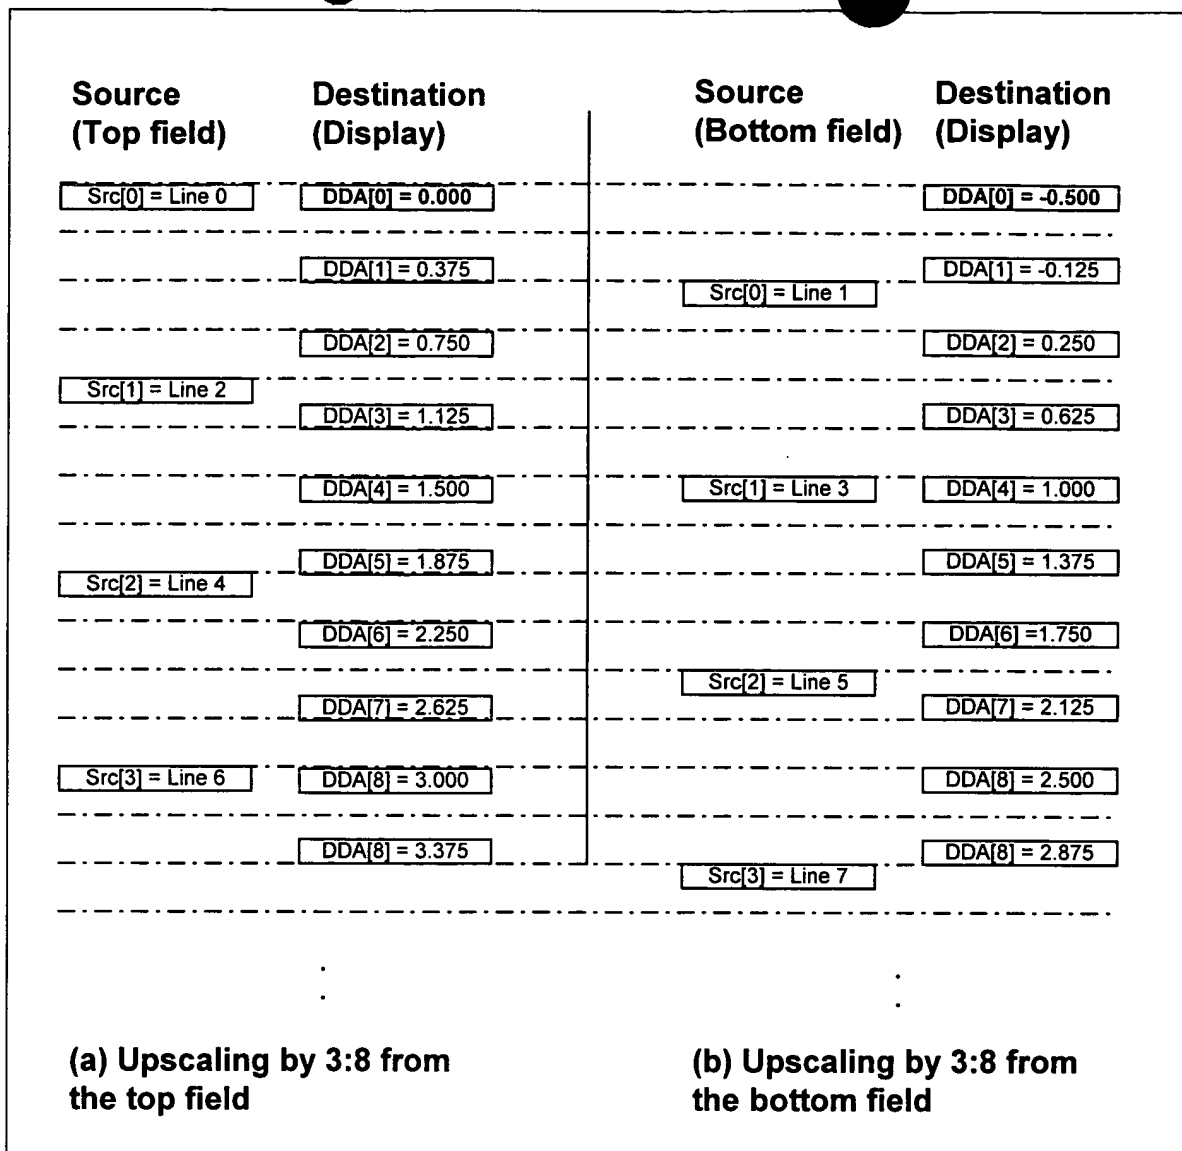 Source
(Top field)
Destination
(Display)
Src[0] = Line 0
DDA[0] = 0.000
DDA[1] = 0.375
DDA[2] = 0.750
Src[1] = Line 2
DDA[3] = 1.125
DDA[4] = 1.500
DDA[5] = 1.875
Src[2] = Line 4
DDA[6] = 2.250
DDA[7] = 2.625
Src[3] = Line 6
DDA[8] = 3.000
DDA[8] = 3.375
(a) Upscaling by 3:8 from
the top field
Source
(Bottom field)
Destination
(Display)
DDA[0] = -0.500
DDA[1] = -0.125
Src[0] = Line 1
DDA[2] = 0.250
DDA[3] = 0.625
Src[1] = Line 3
DDA[4] = 1.000
DDA[5] = 1.375
DDA[6] =1.750
Src[2] = Line 5
DDA[7] = 2.125
DDA[8] = 2.500
DDA[8] = 2.875
Src[3] = Line 7
(b) Upscaling by 3:8 from
the bottom field